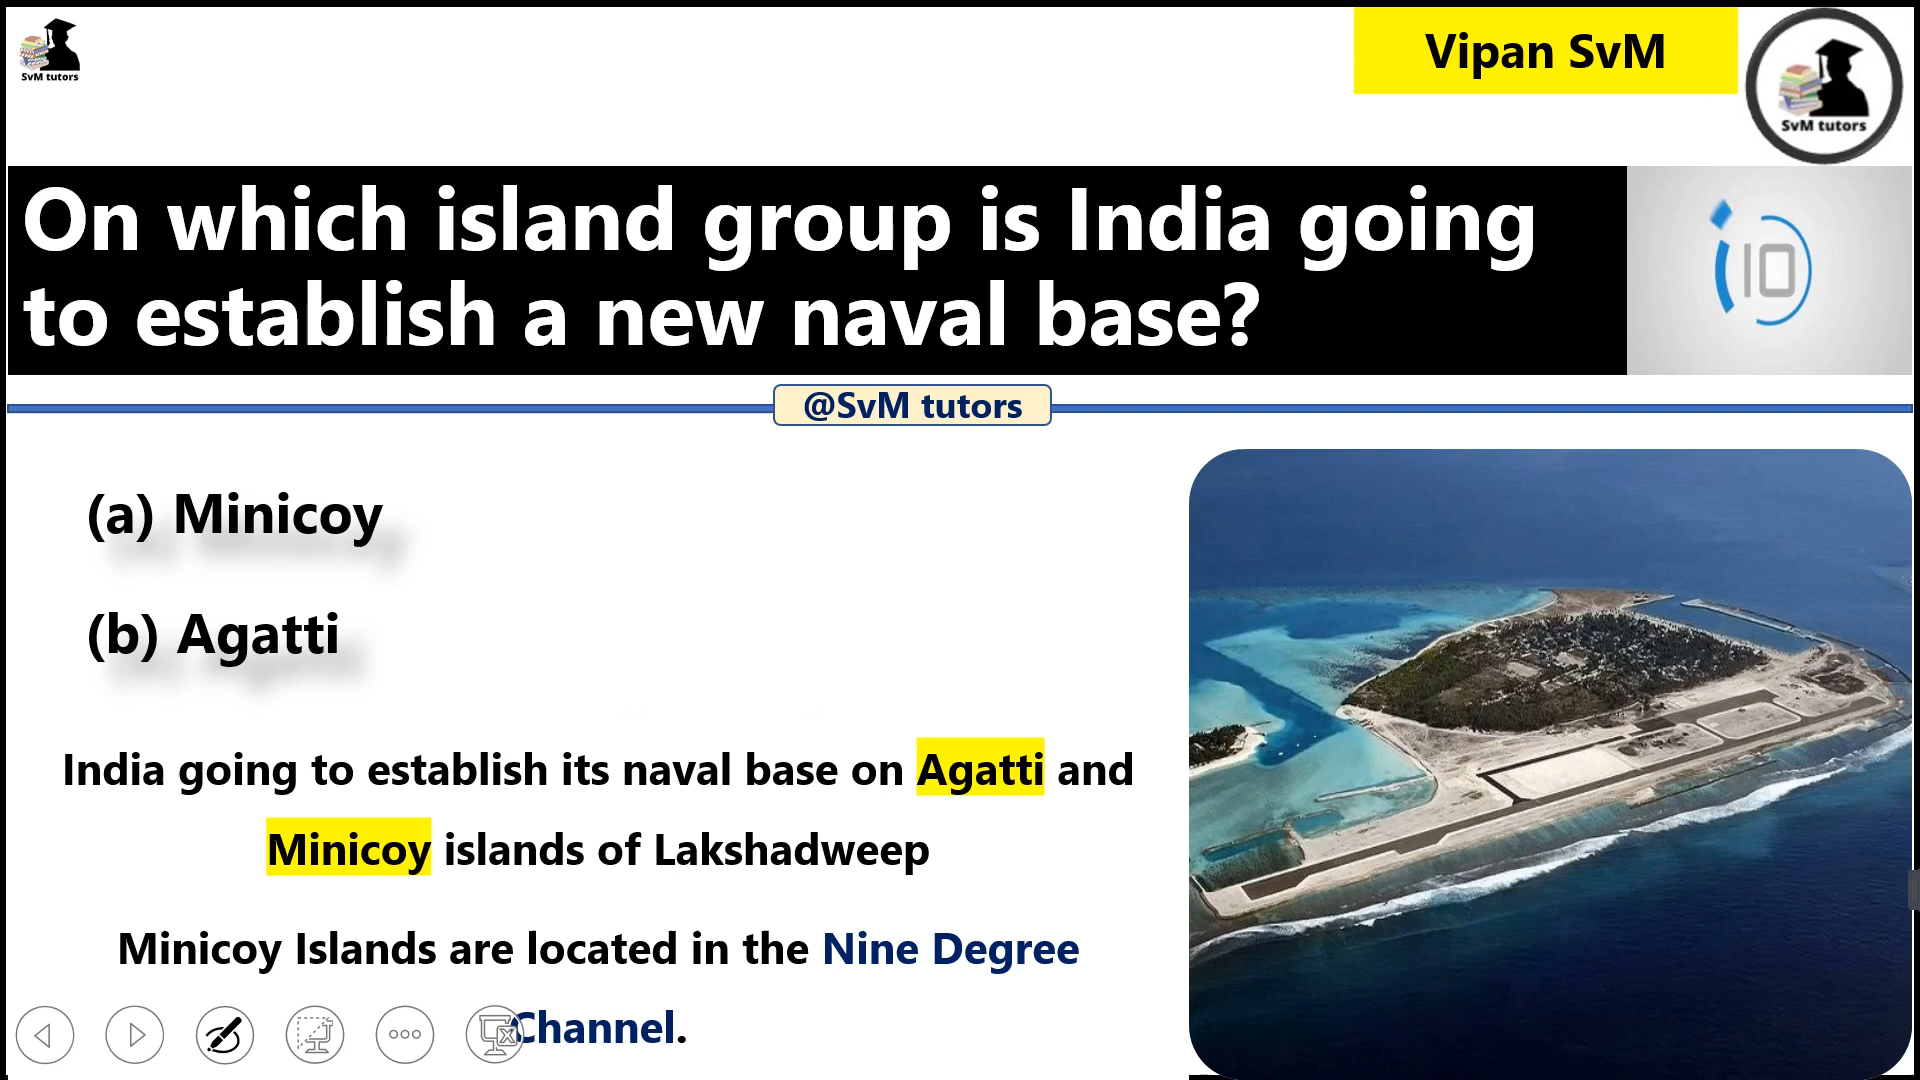 SvM tutors
Vipan SvM
SvM tutors
On which island group is India going
to establish a new naval base?
10
@SvM tutors
(a) Minicoy
(b) Agatti
India going to establish its naval base on Agatti and
Minicoy islands of Lakshadweep
Minicoy Islands are located in the Nine Degree
Channel.